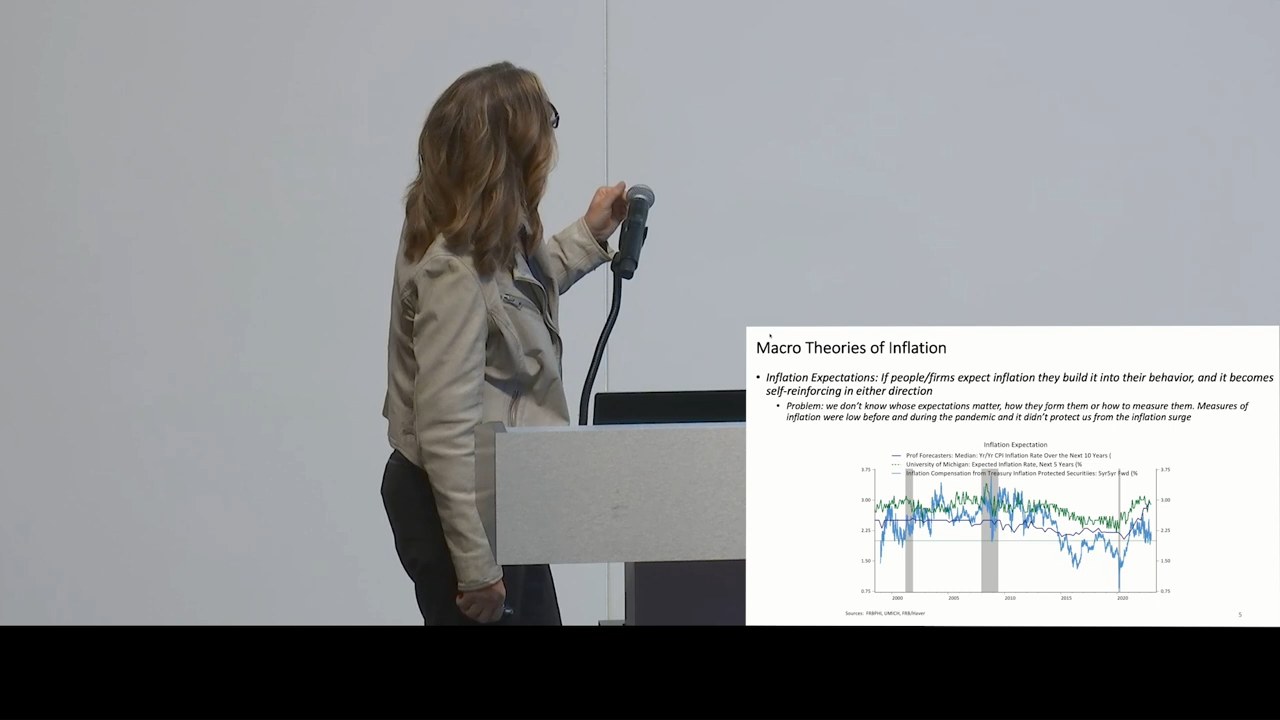 Macro Theories of Inflation
• Inflation Expectations: If people/firms expect inflation they build it into their behavior, and it becomes
self-reinforcing in either direction
• Problem: we don't know whose expectations matter, how they form them or how to measure them. Measures of
inflation were low before and during the pandemic and it didn't protect us from the inflation surge
Inflation Expectation
Prof Forecasters: Median: Yr/Yr CPI Inflation Rate Over the Next 10 Years (
University of Michigan: Expected Inflation Rate, Next 5 Years (%
Inflation Compensation from Treasury Inflation Protected Securities: 5yr5yr Fwd (%
3.75 3.75
3.00 3.00
2.25 2.25
1.50 1.50
0.75 0.75
2000 2005 2010 2015 2020
Sources: FRBPHI, UMICH, FRB/Haver
5